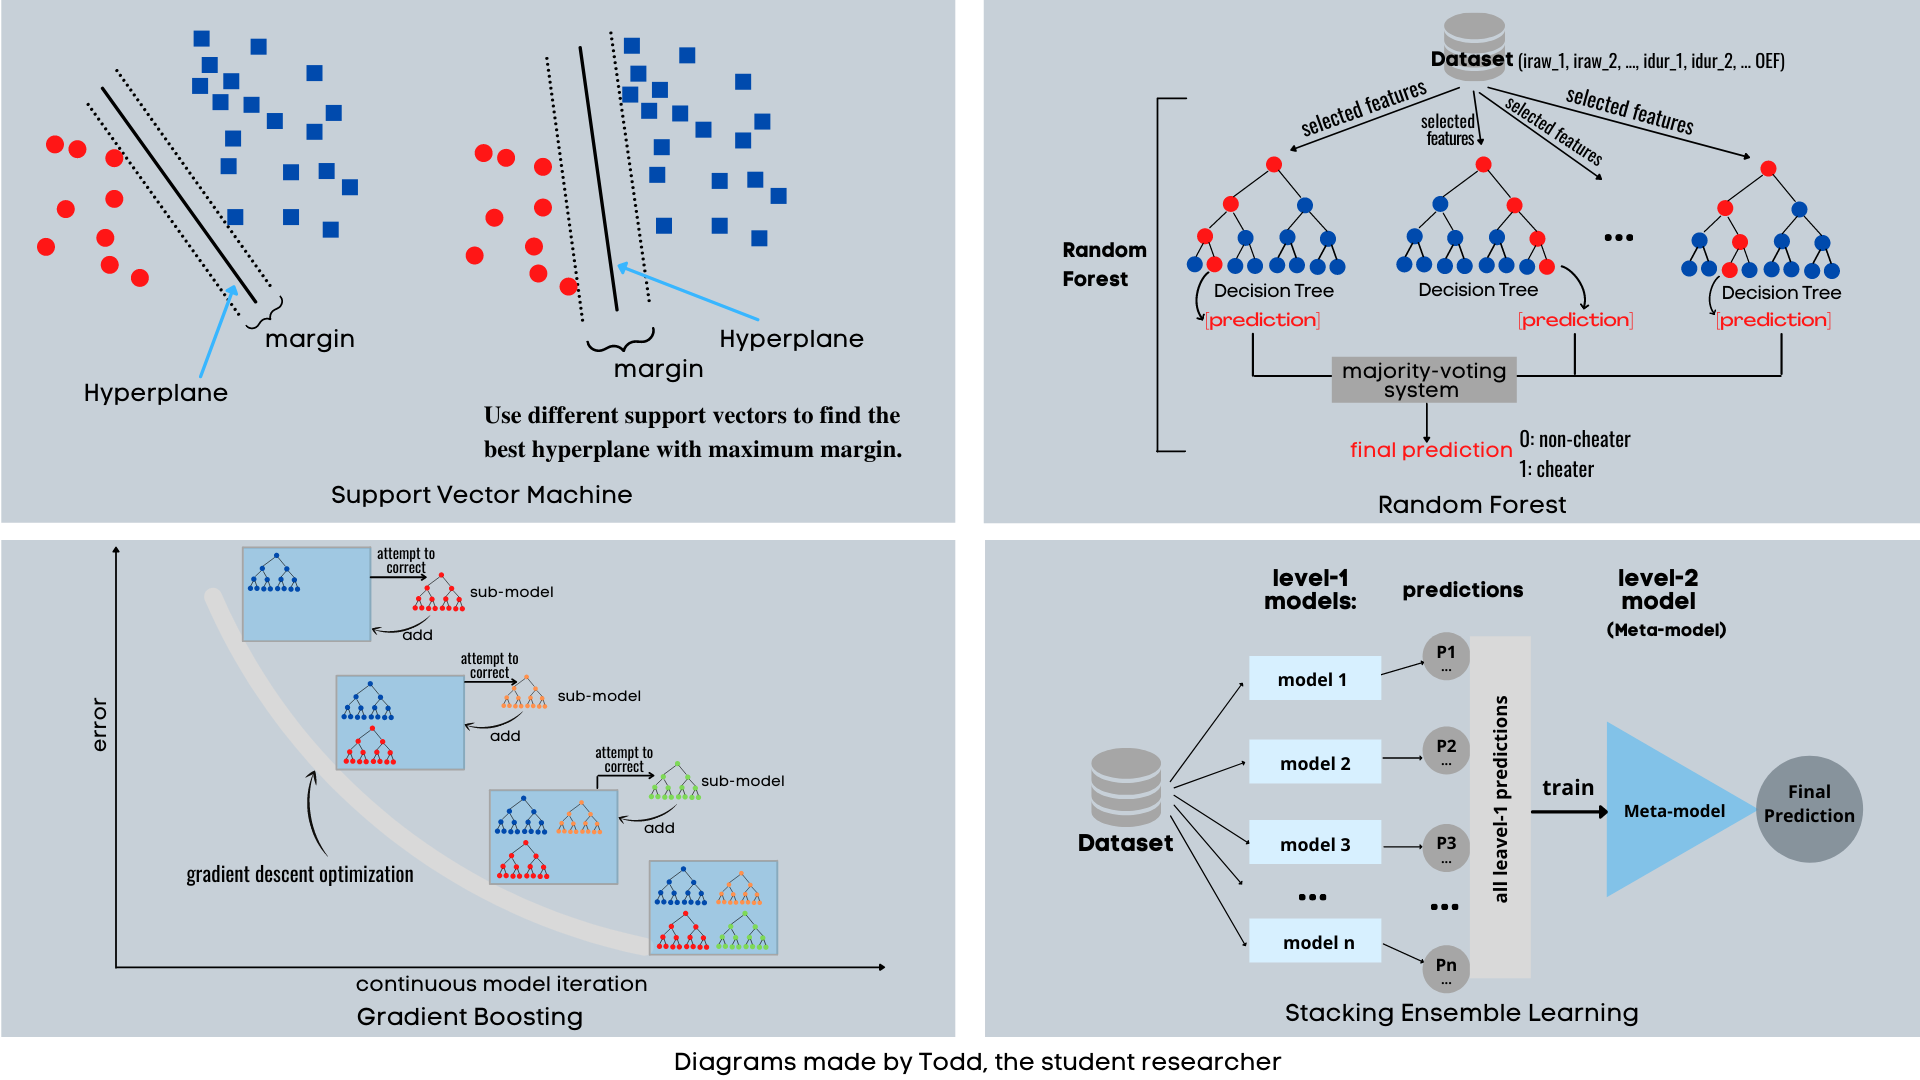 margin
Hyperplane
Hyperplane
margin
Use different support vectors to find the
best hyperplane with maximum margin.
Support Vector Machine
Dataset (iraw_1, iraw_2, ..., idur_1, idur_2, ... OEF)
selected features
selected
features
selected features
selected features
Random
Forest
...
Decision Tree
Decision Tree
Decision Tree
[prediction]
[prediction]
[prediction]
majority-voting
system
final prediction
0: non-cheater
1: cheater
Random Forest
error
attempt to
correct
sub-model
add
attempt to
correct
sub-model
add
attempt to
correct
sub-model
add
gradient descent optimization
continuous model iteration
Gradient Boosting
level-1
models:
predictions
level-2
model
(Meta-model)
Dataset
model 1
model 2
model 3
...
model n
P1
...
P2
...
P3
...
...
Pn
...
all leavel-1 predictions
train
Meta-model
Final
Prediction
Stacking Ensemble Learning
Diagrams made by Todd, the student researcher